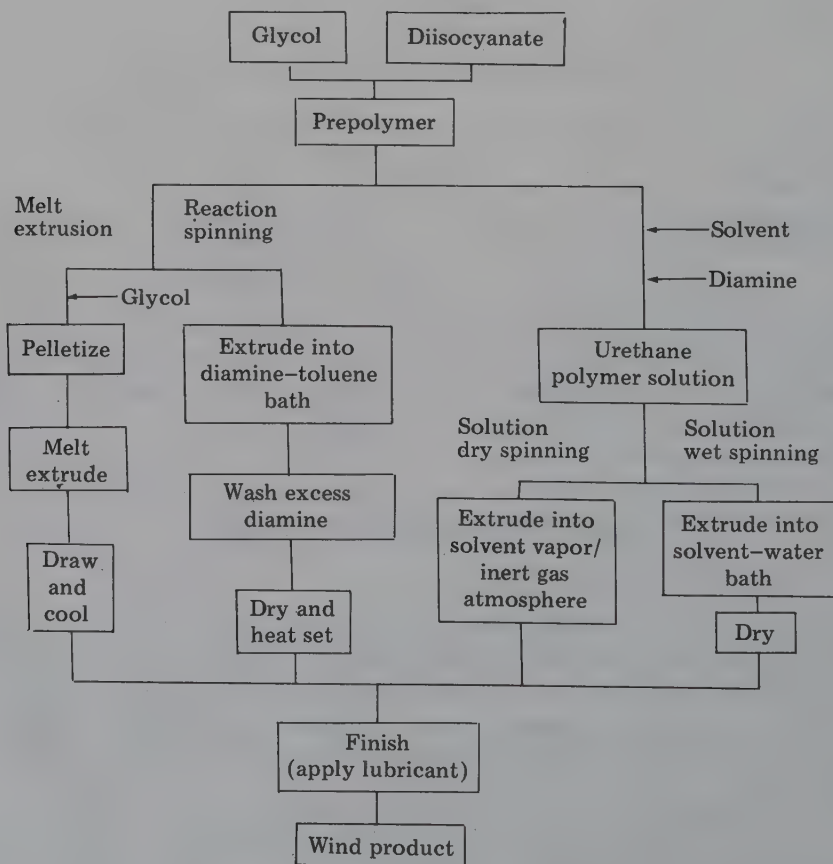 Glycol
Diisocyanate
Prepolymer
Melt
extrusion
Reaction
spinning
Solvent
Diamine
Glycol
Pelletize
Extrude into
diamine–toluene
bath
Urethane
polymer solution
Melt
extrude
Solution
dry spinning
Solution
wet spinning
Wash excess
diamine
Extrude into
solvent vapor/
inert gas
atmosphere
Extrude into
solvent–water
bath
Draw
and
cool
Dry and
heat set
Dry
Finish
(apply lubricant)
Wind product